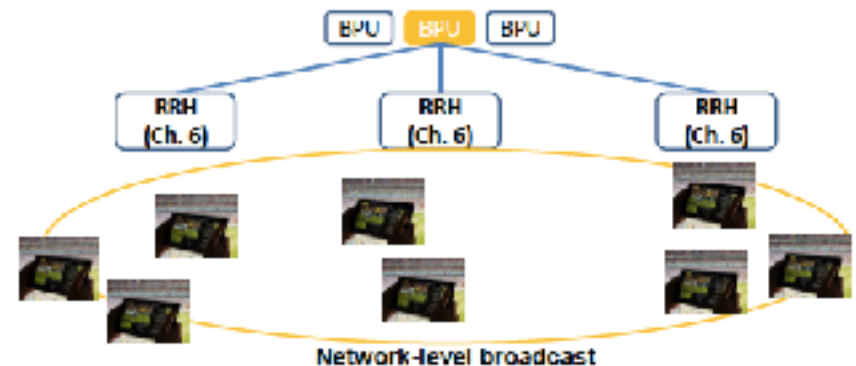 BPU BPU BPU
RRH RRH RRH
(Ch. 6) (Ch. 6) (Ch. 6)
Network-level broadcast